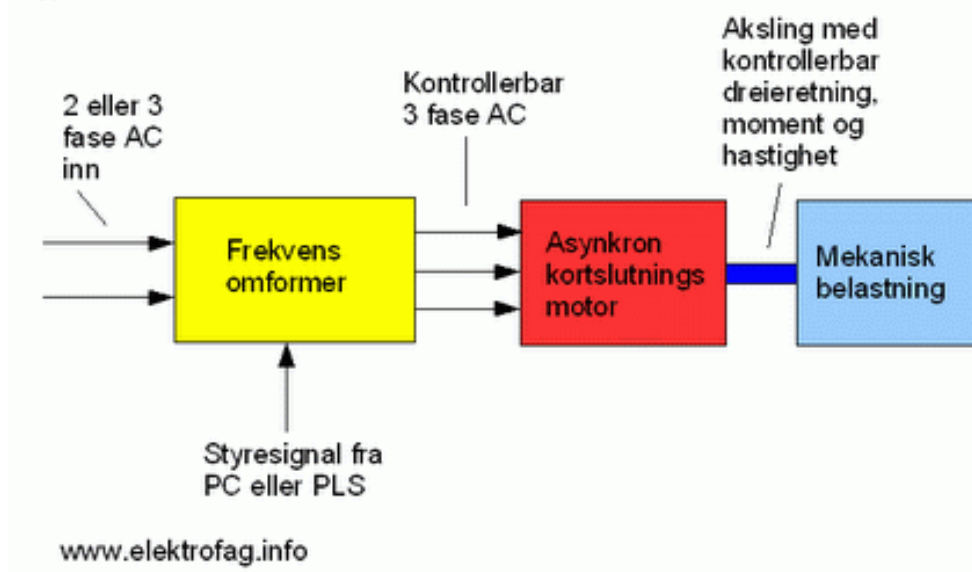 2 eller 3
fase AC
inn
Kontrollerbar
3 fase AC
Aksling med
kontrollerbar
dreieretning,
moment og
hastighet
Frekvens
omformer
Asynkron
kortslutnings
motor
Mekanisk
belastning
Styresignal fra
PC eller PLS
www.elektrofag.info